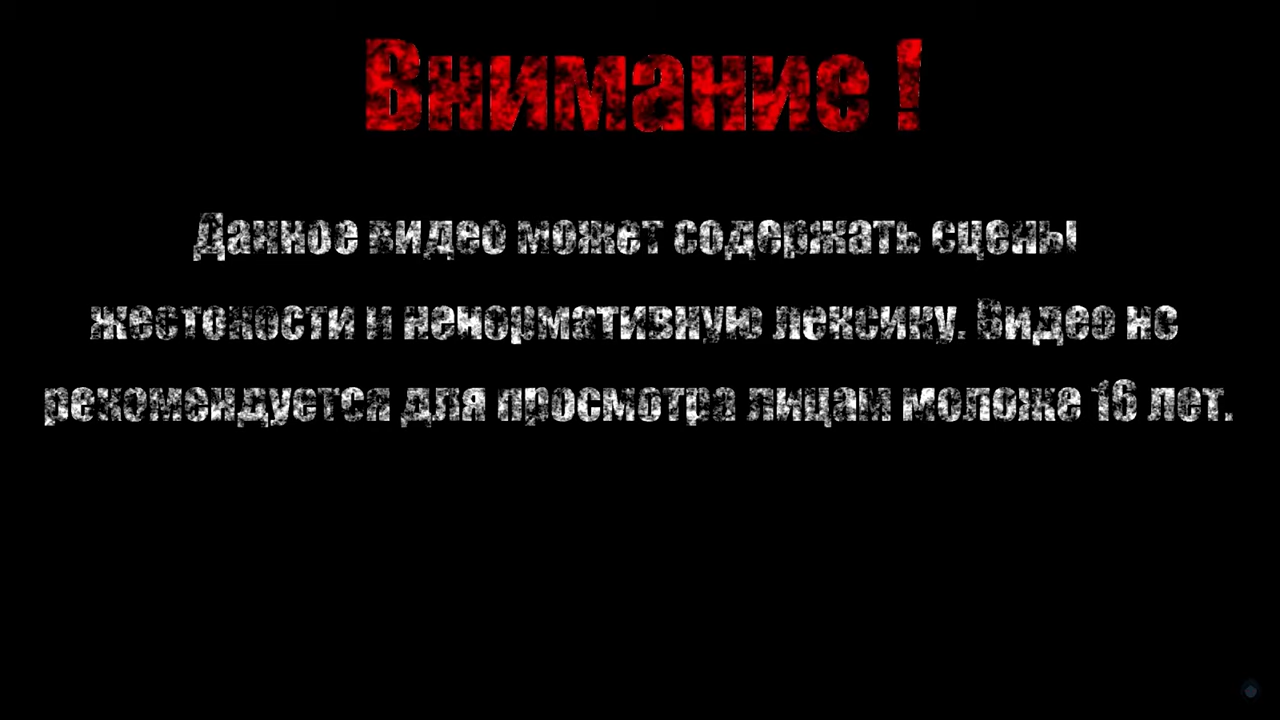 Внимание !
Данное видео может содержать сцены
жестокости и ненормативную лексику. Видео не
рекомендуется для просмотра лицам моложе 16 лет.